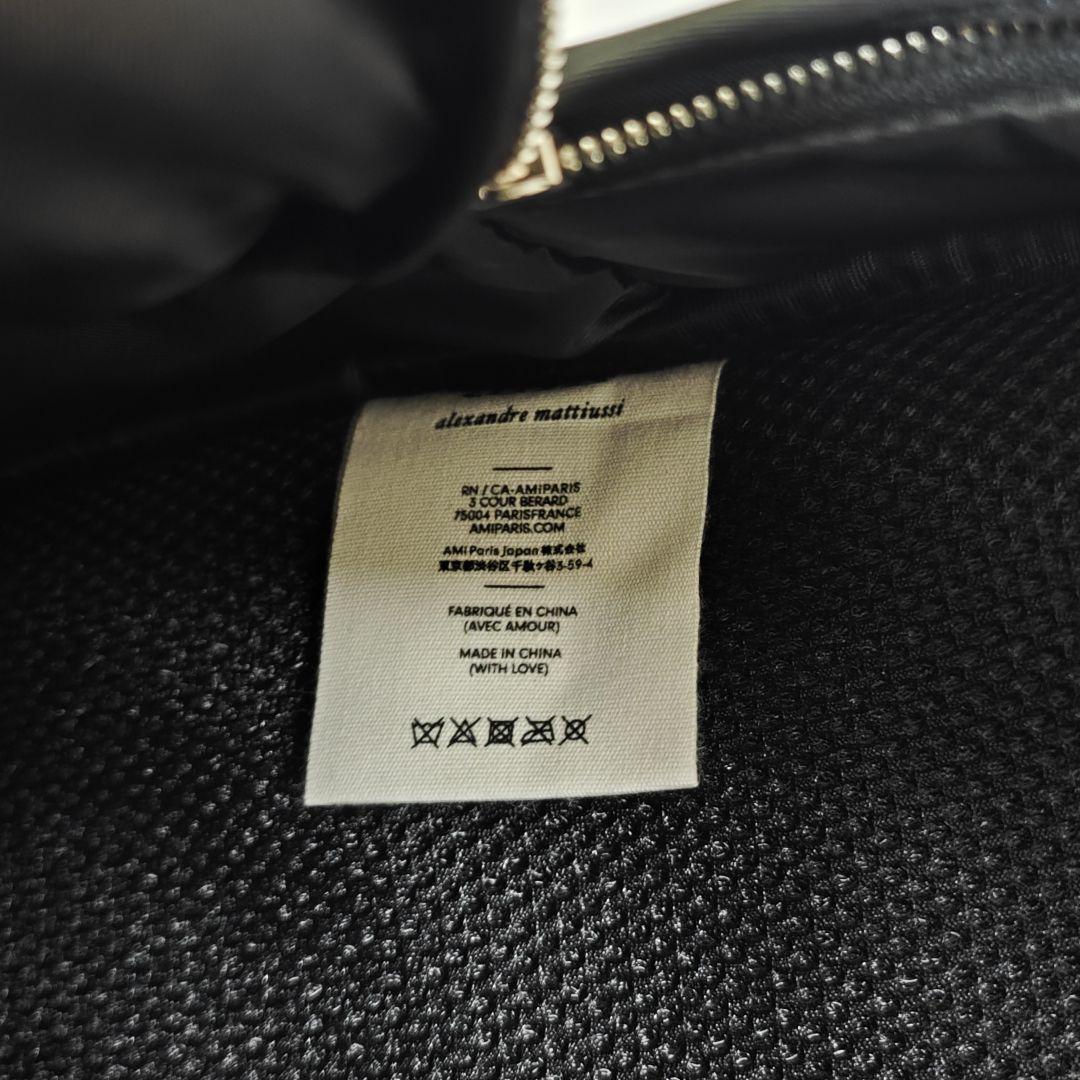 alexandre mattiussi
RN / CA-AMIPARIS
3 COUR BERARD
75004 PARISFRANCE
AMIPARIS.COM
AMI Paris Japan 株式会社
東京都渋谷区千駄ヶ谷3-59-4
FABRIQUÉ EN CHINA
(AVEC AMOUR)
MADE IN CHINA
(WITH LOVE)